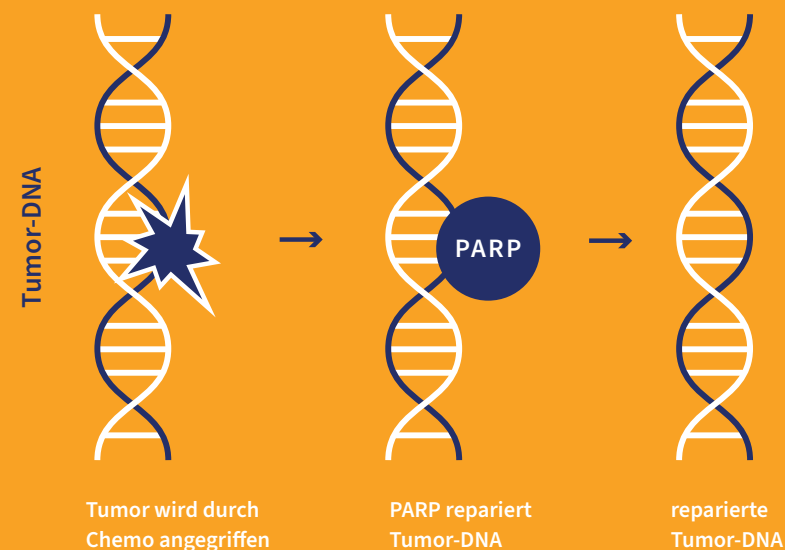 Tumor-DNA
PARP
Tumor wird durch
Chemo angegriffen
PARP repariert
Tumor-DNA
reparierte
Tumor-DNA